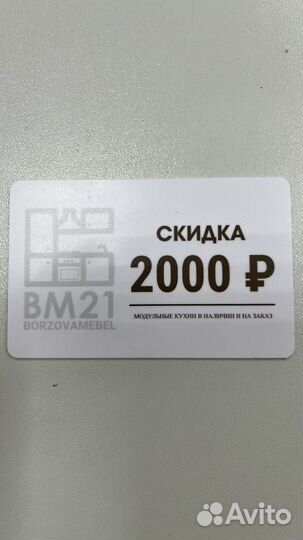 СКИДКА
2000 ₽
МОДУЛЬНЫЕ КУХНИ В НАЛИЧИИ И НА ЗАКАЗ
BM21
BORZOVAMEBEL
Avito